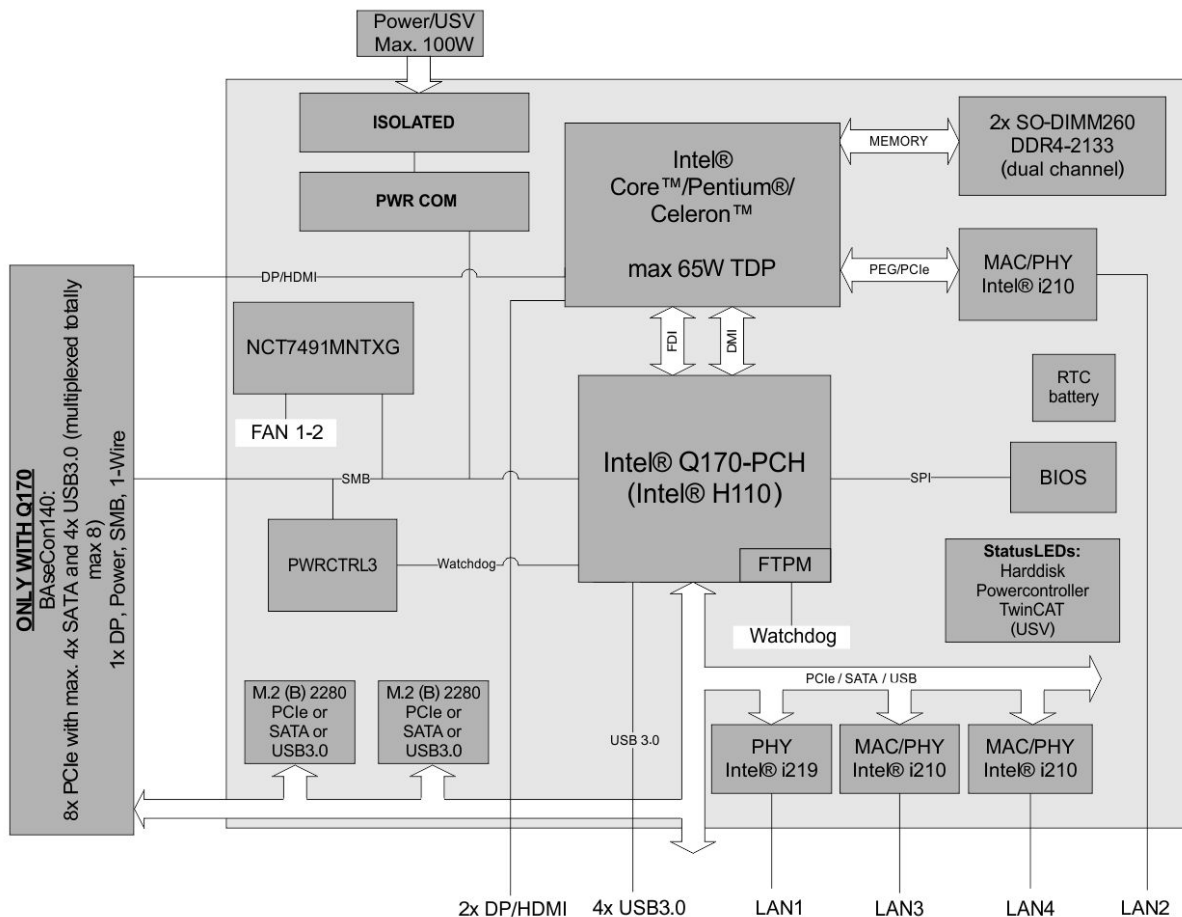 Power/USV
Max. 100W
ISOLATED
PWR COM
Intel®
Core™/Pentium®/
Celeron™
max 65W TDP
MEMORY
2x SO-DIMM260
DDR4-2133
(dual channel)
PEG/PCIe
MAC/PHY
Intel® i210
DP/HDMI
NCT7491MNTXG
FAN 1-2
FDI
DMI
RTC
battery
ONLY WITH Q170
BAseCon140:
8x PCIe with max. 4x SATA and 4x USB3.0 (multiplexed totally
max 8)
1x DP, Power, SMB, 1-Wire
SMB
Intel® Q170-PCH
(Intel® H110)
SPI
BIOS
PWRCTRL3
Watchdog
FTPM
Watchdog
StatusLEDs:
Harddisk
Powercontroller
TwinCAT
(USV)
PCIe / SATA / USB
M.2 (B) 2280
PCIe or
SATA or
USB3.0
M.2 (B) 2280
PCIe or
SATA or
USB3.0
USB 3.0
PHY
Intel® i219
MAC/PHY
Intel® i210
MAC/PHY
Intel® i210
2x DP/HDMI
4x USB3.0
LAN1
LAN3
LAN4
LAN2